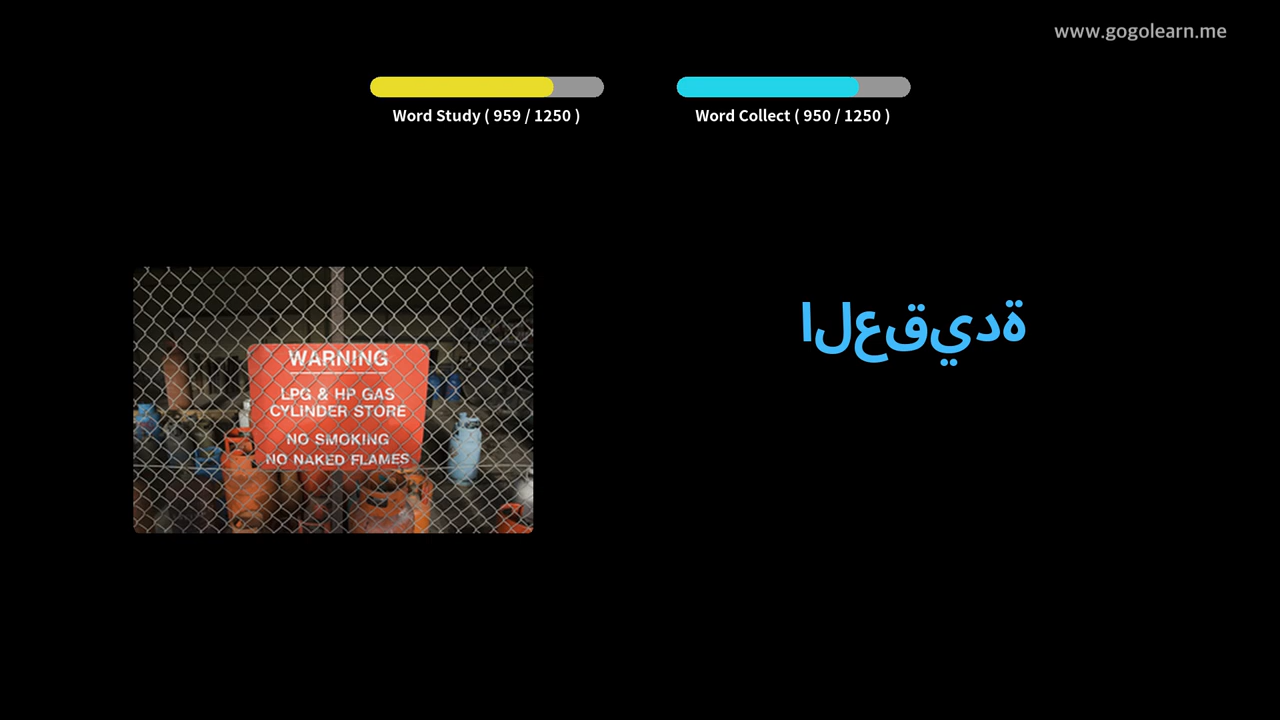 www.gogolearn.me
Word Study ( 959 / 1250 )
Word Collect ( 950 / 1250 )
WARNING
LPG & HP GAS
CYLINDER STORE
NO SMOKING
NO NAKED FLAMES
ةديقعلا